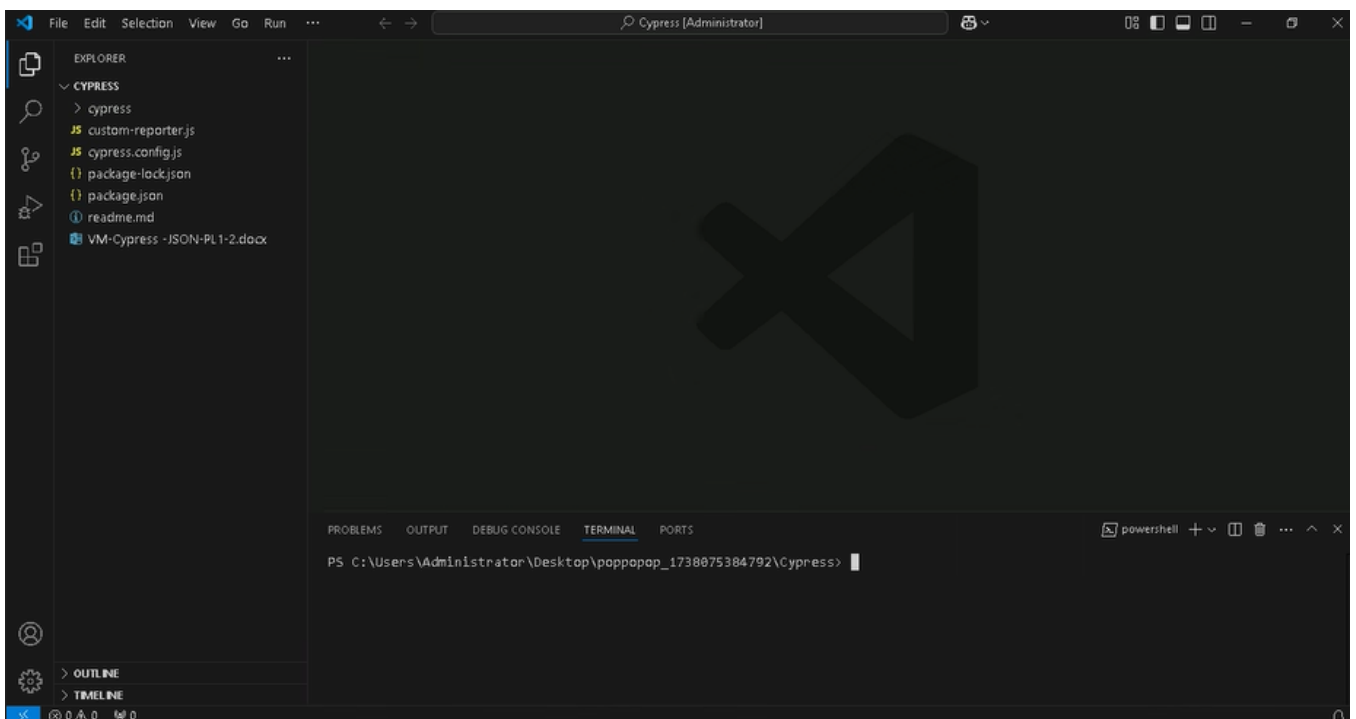 File Edit Selection View Go Run ... Cypress [Administrator]
EXPLORER ...
CYPRESS
cypress
JS custom-reporter.js
JS cypress.config.js
{} package-lock.json
{} package.json
readme.md
VM-Cypress -JSON-PL1-2.docx
PROBLEMS OUTPUT DEBUG CONSOLE TERMINAL PORTS powershell
PS C:\Users\Administrator\Desktop\poppopop_1738075384792\Cypress>
OUTLINE
TIMELINE
0 0 0